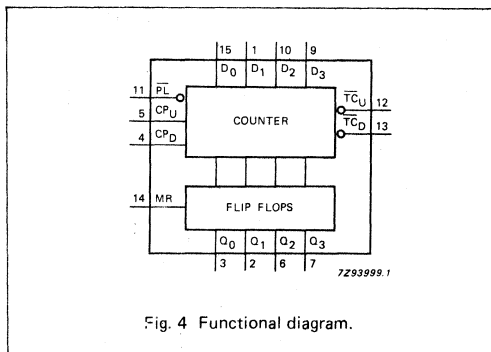 15 1 10 9
D0 D1 D2 D3
11 PL
5 CPU
4 CPD
COUNTER
TCU 12
TCD 13
14 MR
FLIP FLOPS
Q0 Q1 Q2 Q3
3 2 6 7
7Z93999.1
Fig. 4 Functional diagram.